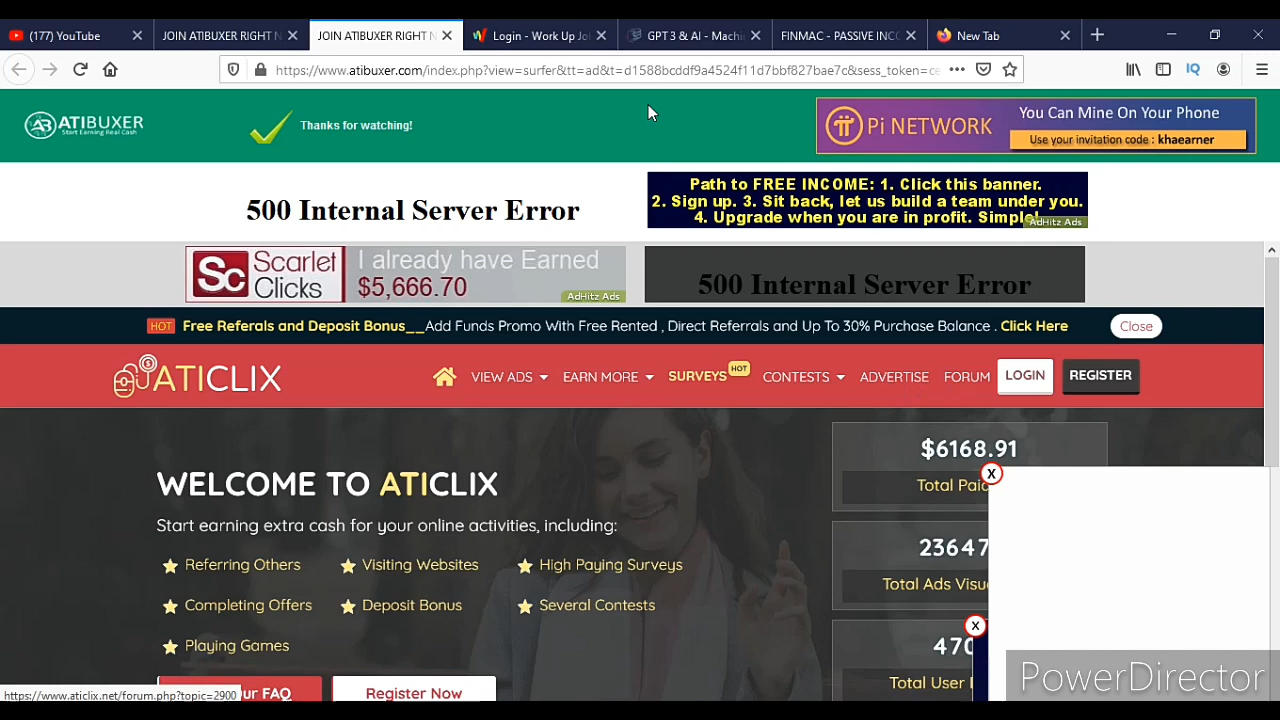 (177) YouTube
JOIN ATIBUXER RIGHT N
JOIN ATIBUXER RIGHT N
Login - Work Up Jo
GPT 3 & AI - Machi
FINMAC - PASSIVE INC
New Tab
https://www.atibuxer.com/index.php?view=surfer&tt=ad&t=d1588bcddf9a4524f11d7bbf827bae7c&sess_token=ce
IQ
ATIBUXER
Start Earning Real Cash
Thanks for watching!
PI NETWORK
You Can Mine On Your Phone
Use your invitation code : khaearner
500 Internal Server Error
Path to FREE INCOME: 1. Click this banner.
2. Sign up. 3. Sit back, let us build a team under you.
4. Upgrade when you are in profit. Simple!
AdHitz Ads
Sc Scarlet Clicks
I already have Earned
$5,666.70
AdHitz Ads
500 Internal Server Error
HOT Free Referals and Deposit Bonus__Add Funds Promo With Free Rented , Direct Referrals and Up To 30% Purchase Balance . Click Here
Close
ATICLIX
VIEW ADS
EARN MORE
SURVEYS HOT
CONTESTS
ADVERTISE
FORUM
LOGIN
REGISTER
WELCOME TO ATICLIX
Start earning extra cash for your online activities, including:
Referring Others
Visiting Websites
High Paying Surveys
Completing Offers
Deposit Bonus
Several Contests
Playing Games
ur FAQ
Register Now
$6168.91
Total Paid
23647
Total Ads Visu
470
Total User
X
X
https://www.aticlix.net/forum.php?topic=2900
PowerDirector